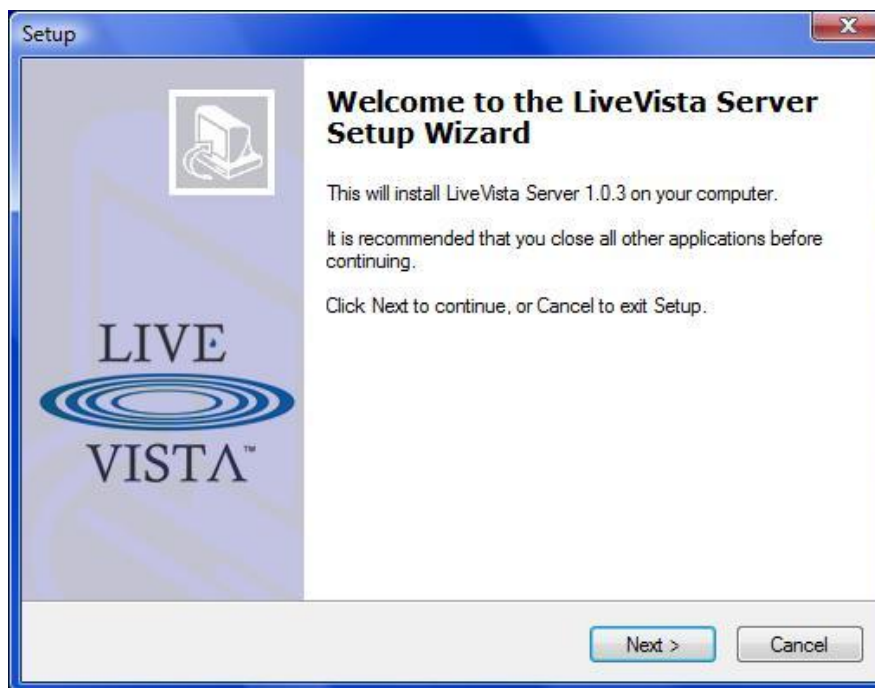 Setup
X
Welcome to the LiveVista Server
Setup Wizard
This will install LiveVista Server 1.0.3 on your computer.
It is recommended that you close all other applications before
continuing.
Click Next to continue, or Cancel to exit Setup.
LIVE
VISTΛ™
Next >
Cancel